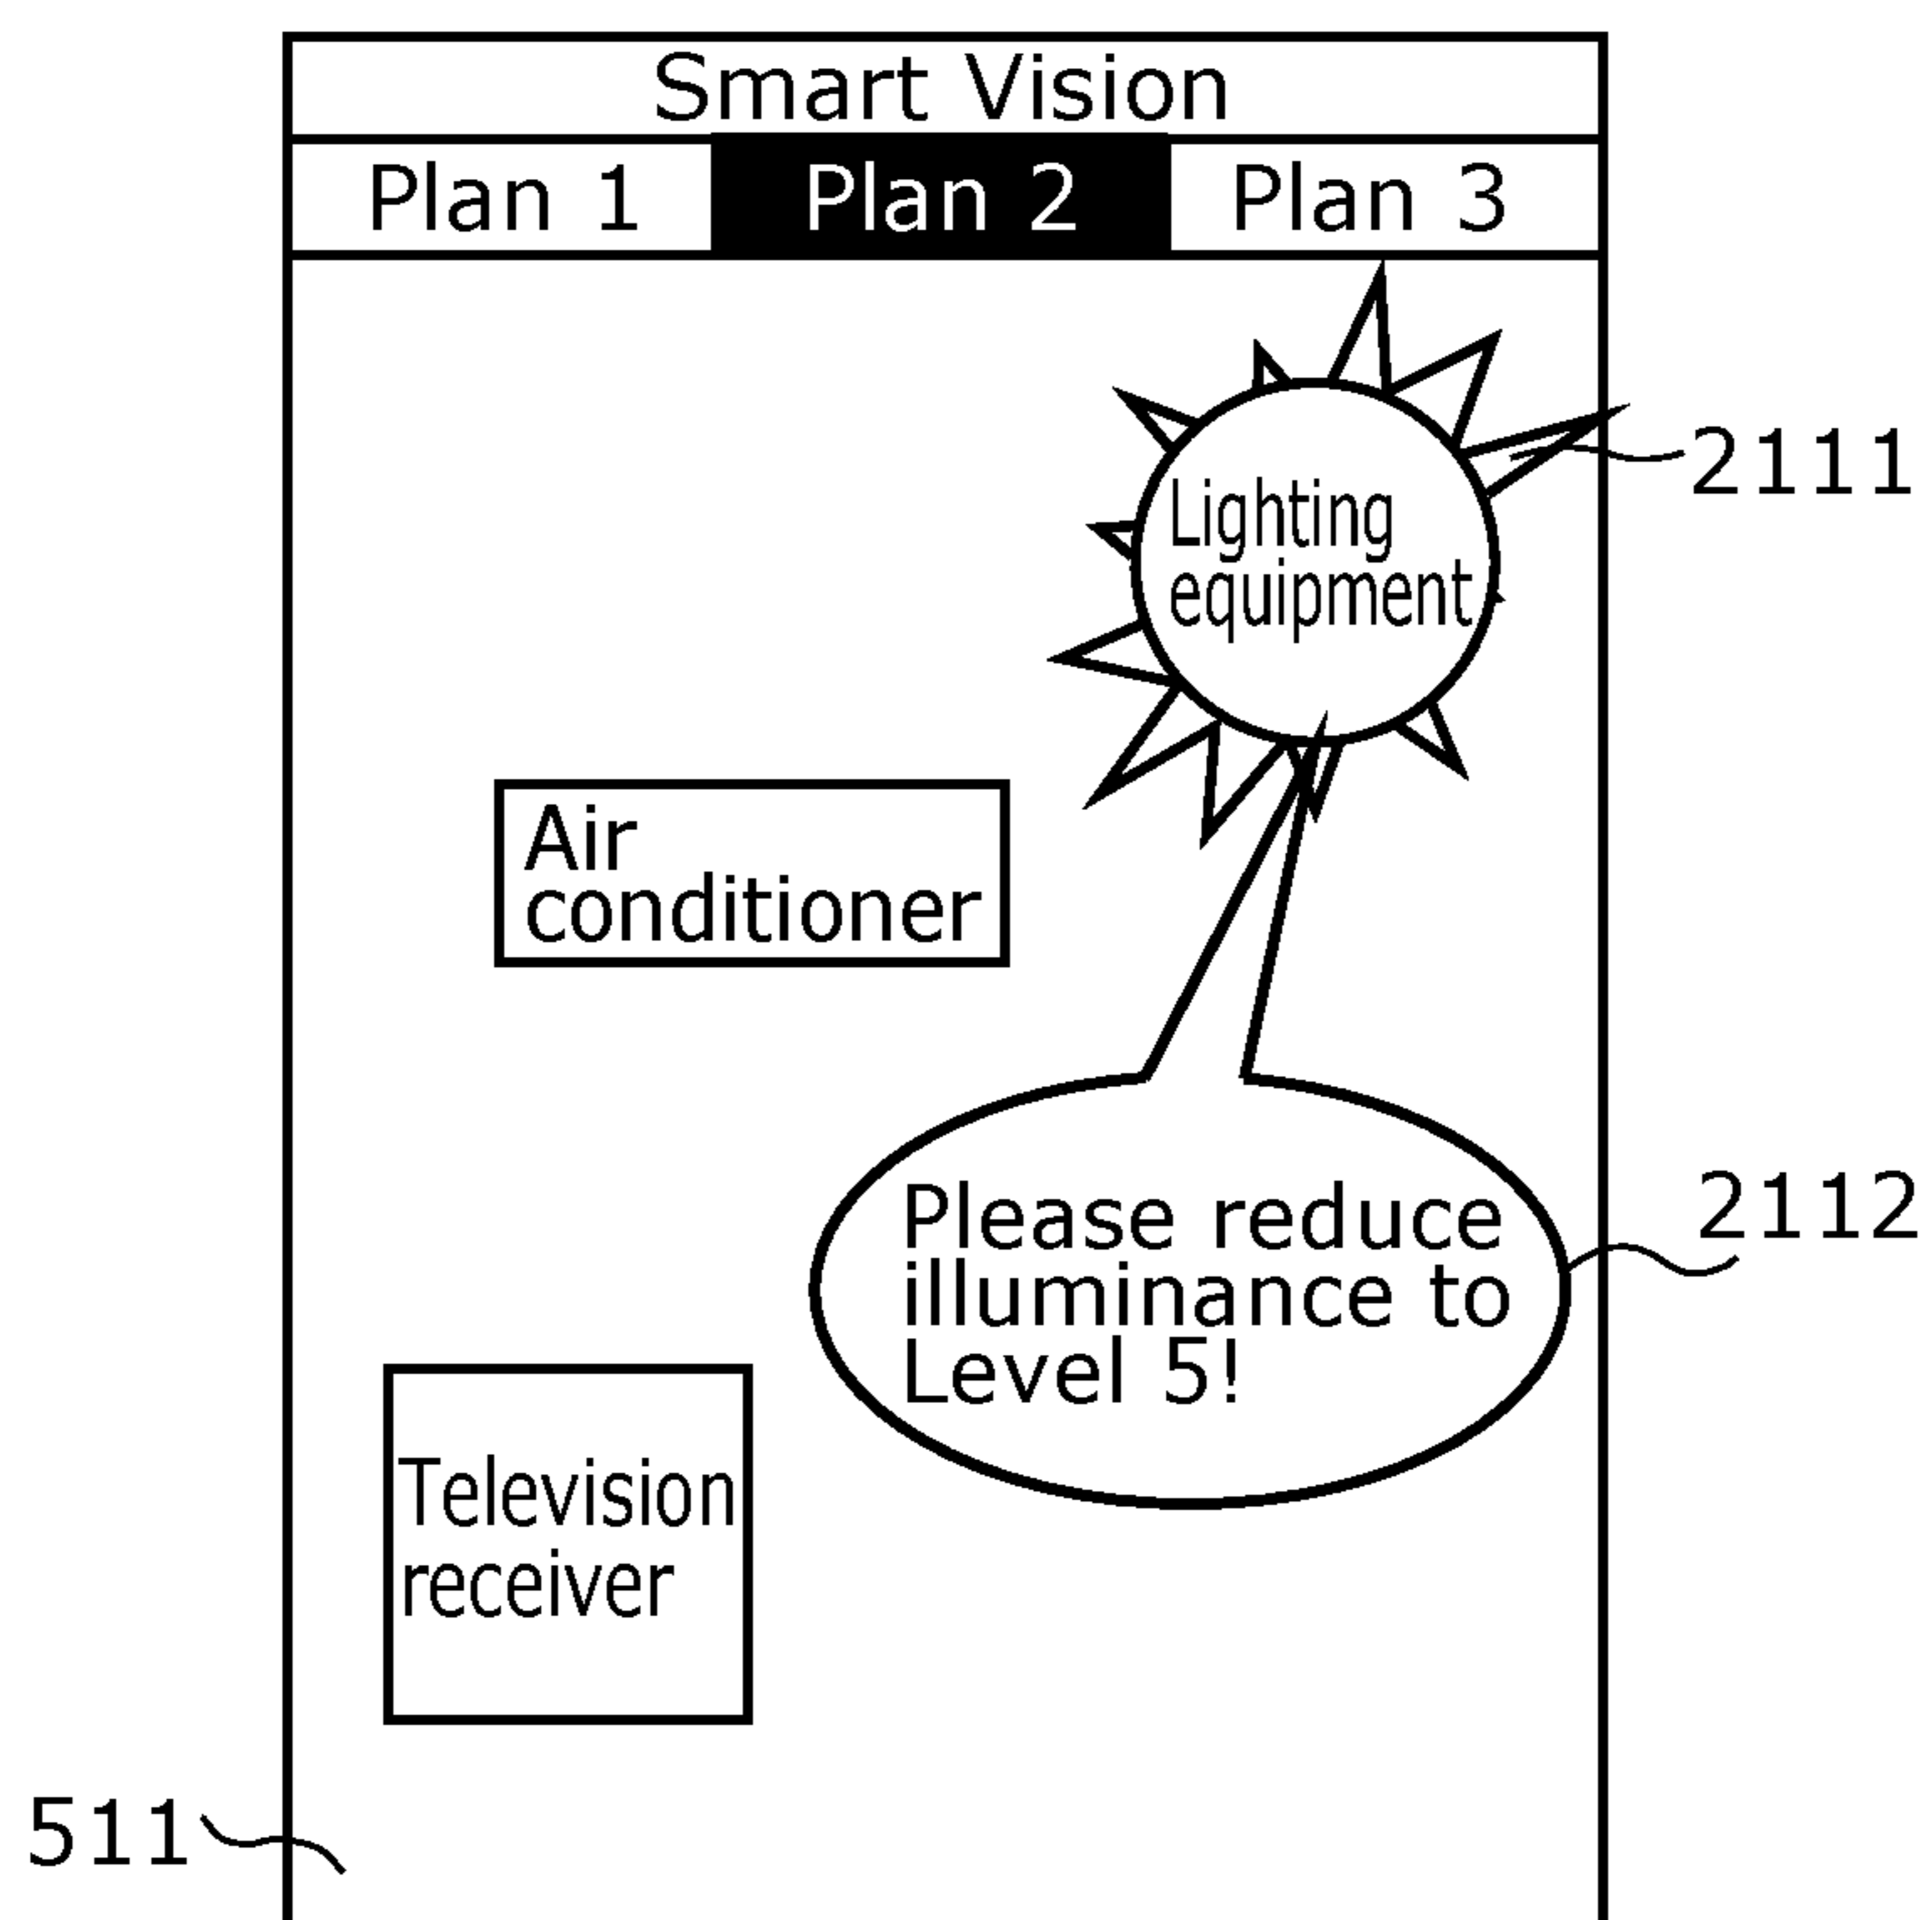 Smart Vision
Plan 1 Plan 2 Plan 3
2111
Lighting
equipment
Air
conditioner
2112
Please reduce
illuminance to
Level 5!
Television
receiver
511